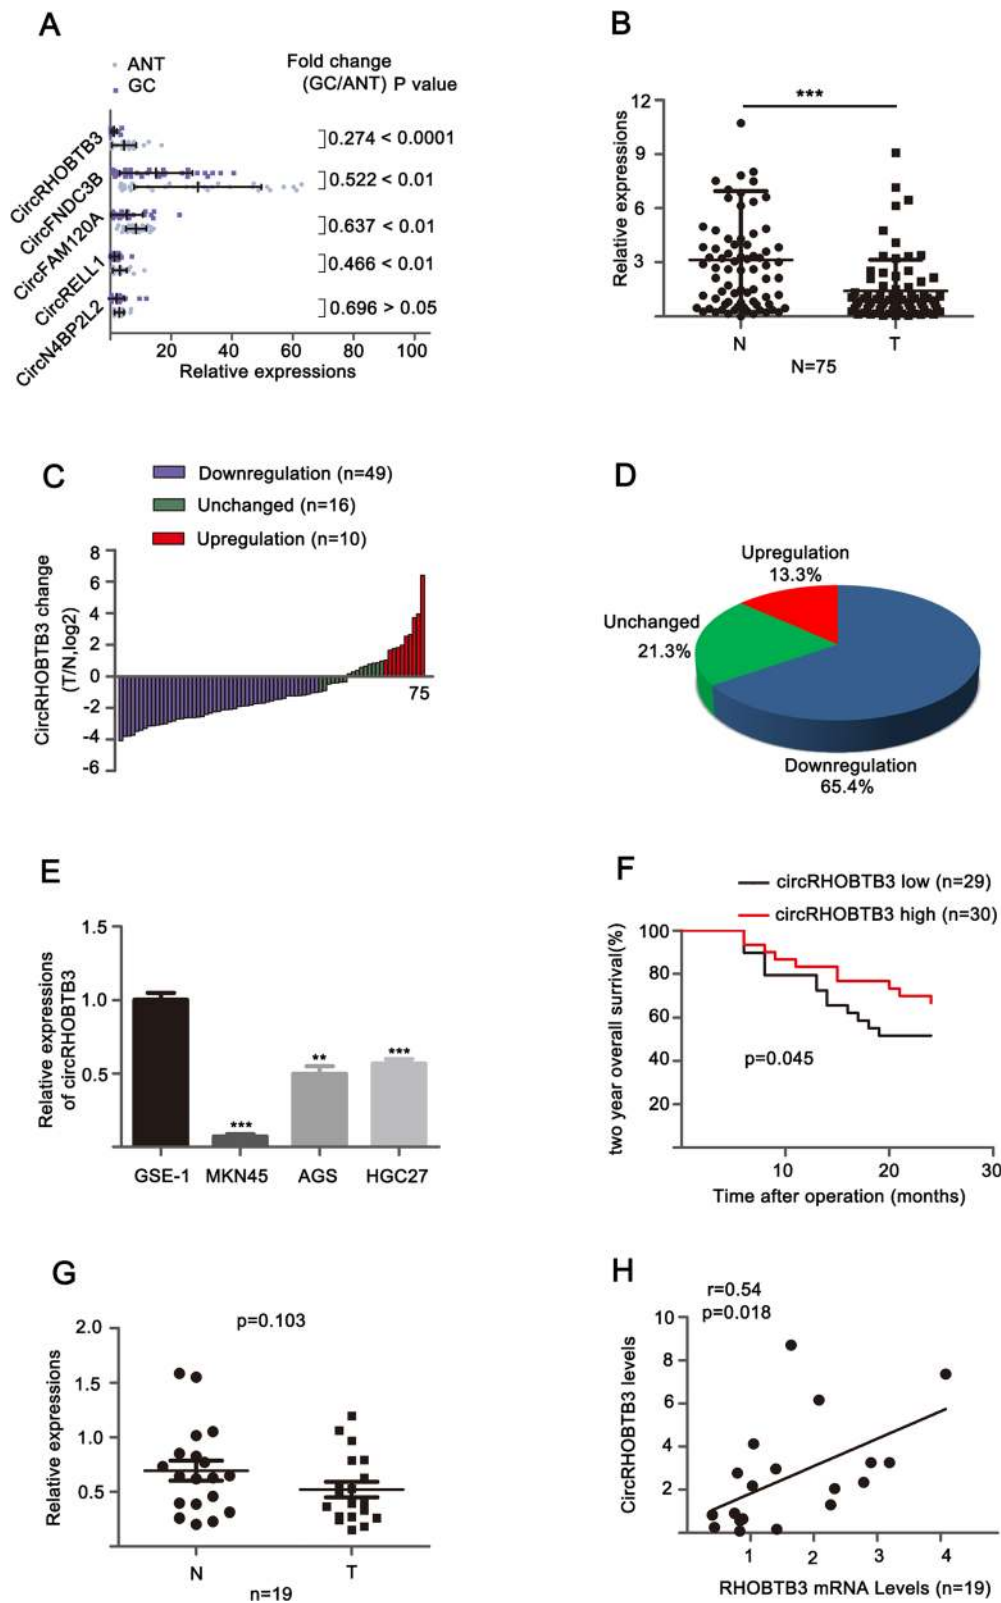 A
ANT
GC
Fold change
(GC/ANT) P value
CircRHOBTB3
0.274 < 0.0001
CircFNDC3B
0.522 < 0.01
CircFAM120A
0.637 < 0.01
CircRELL1
0.466 < 0.01
CircN4BP2L2
0.696 > 0.05
20 40 60 80 100
Relative expressions
B
Relative expressions
12
9
6
3
***
N T
N=75
C
Downregulation (n=49)
Unchanged (n=16)
Upregulation (n=10)
CircRHOBTB3 change
(T/N,log2)
8
6
4
2
0
-2
-4
-6
75
D
Upregulation
13.3%
Unchanged
21.3%
Downregulation
65.4%
E
Relative expressions
of circRHOBTB3
1.5
1.0
0.5
***
**
***
GSE-1 MKN45 AGS HGC27
F
circRHOBTB3 low (n=29)
circRHOBTB3 high (n=30)
two year overall surrival(%)
100
80
60
40
20
p=0.045
10 20 30
Time after operation (months)
G
p=0.103
Relative expressions
2.0
1.5
1.0
0.5
N T
n=19
H
r=0.54
p=0.018
CircRHOBTB3 levels
10
8
6
4
2
1 2 3 4
RHOBTB3 mRNA Levels (n=19)